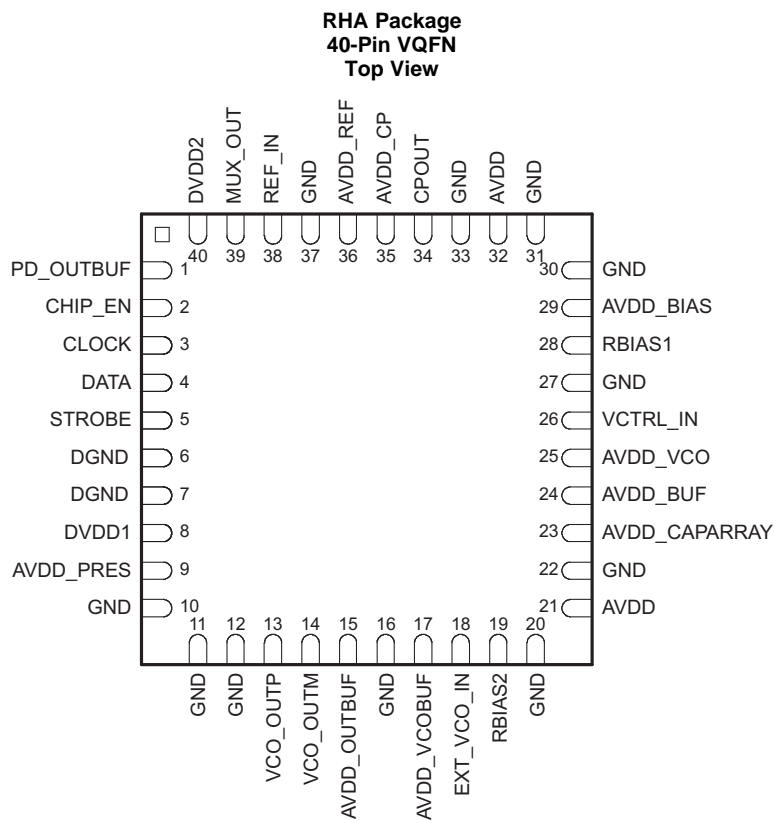 RHA Package
40-Pin VQFN
Top View
DVDD2
MUX_OUT
REF_IN
GND
AVDD_REF
AVDD_CP
CPOUT
GND
AVDD
GND
40 39 38 37 36 35 34 33 32 31
PD_OUTBUF 1
CHIP_EN 2
CLOCK 3
DATA 4
STROBE 5
DGND 6
DGND 7
DVDD1 8
AVDD_PRES 9
GND 10
30 GND
29 AVDD_BIAS
28 RBIAS1
27 GND
26 VCTRL_IN
25 AVDD_VCO
24 AVDD_BUF
23 AVDD_CAPARRAY
22 GND
21 AVDD
11 12 13 14 15 16 17 18 19 20
GND
GND
VCO_OUTP
VCO_OUTM
AVDD_OUTBUF
GND
AVDD_VCOBUF
EXT_VCO_IN
RBIAS2
GND